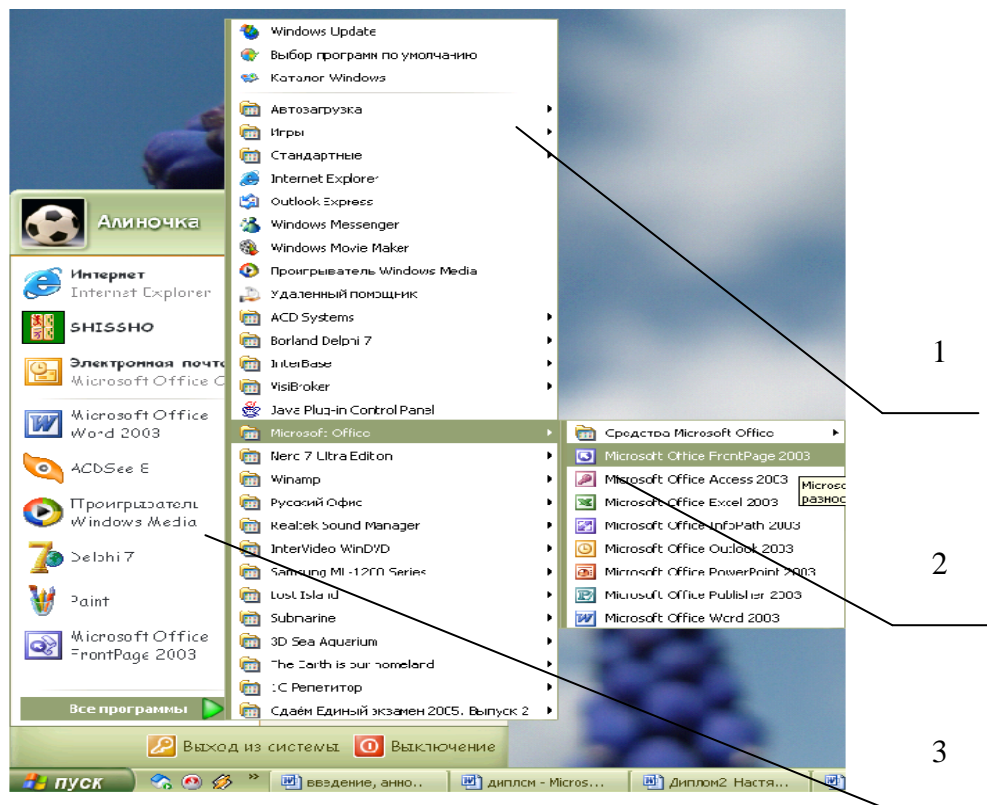 Windows Update
Выбор программ по умолчанию
Каталог Windows
Автозагрузка
Игры
Стандартные
Internet Explorer
Outlook Express
Windows Messenger
Windows Movie Maker
Проигрыватель Windows Media
Удаленный помощник
ACD Systems
Borland Delphi 7
InterBase
VisiBroker
Java Plug-in Control Panel
Microsoft Office
Nero 7 Ultra Edition
Winamp
Русский Офис
Realtek Sound Manager
InterVideo WinDVD
Samsung ML-1200 Series
Lost Island
Submarine
3D Sea Aquarium
The Earth is our homeland
1С Репетитор
Сдаём Единый экзамен 2005. Выпуск 2
Алиночка
Интернет
Internet Explorer
SHISSHO
Электронная почта
Microsoft Office O
Microsoft Office
Word 2003
ACDSee
Проигрыватель
Windows Media
Delphi 7
Paint
Microsoft Office
FrontPage 2003
Все программы
Средства Microsoft Office
Microsoft Office FrontPage 2003
Microsoft Office Access 2003
Microsoft Office Excel 2003
Microsoft Office InfoPath 2003
Microsoft Office Outlook 2003
Microsoft Office PowerPoint 2003
Microsoft Office Publisher 2003
Microsoft Office Word 2003
Microsс
разнос
1
2
3
Выход из системы
Выключение
пуск
»
введение, анно...
диплом - Micros...
Диплом2 Настя...